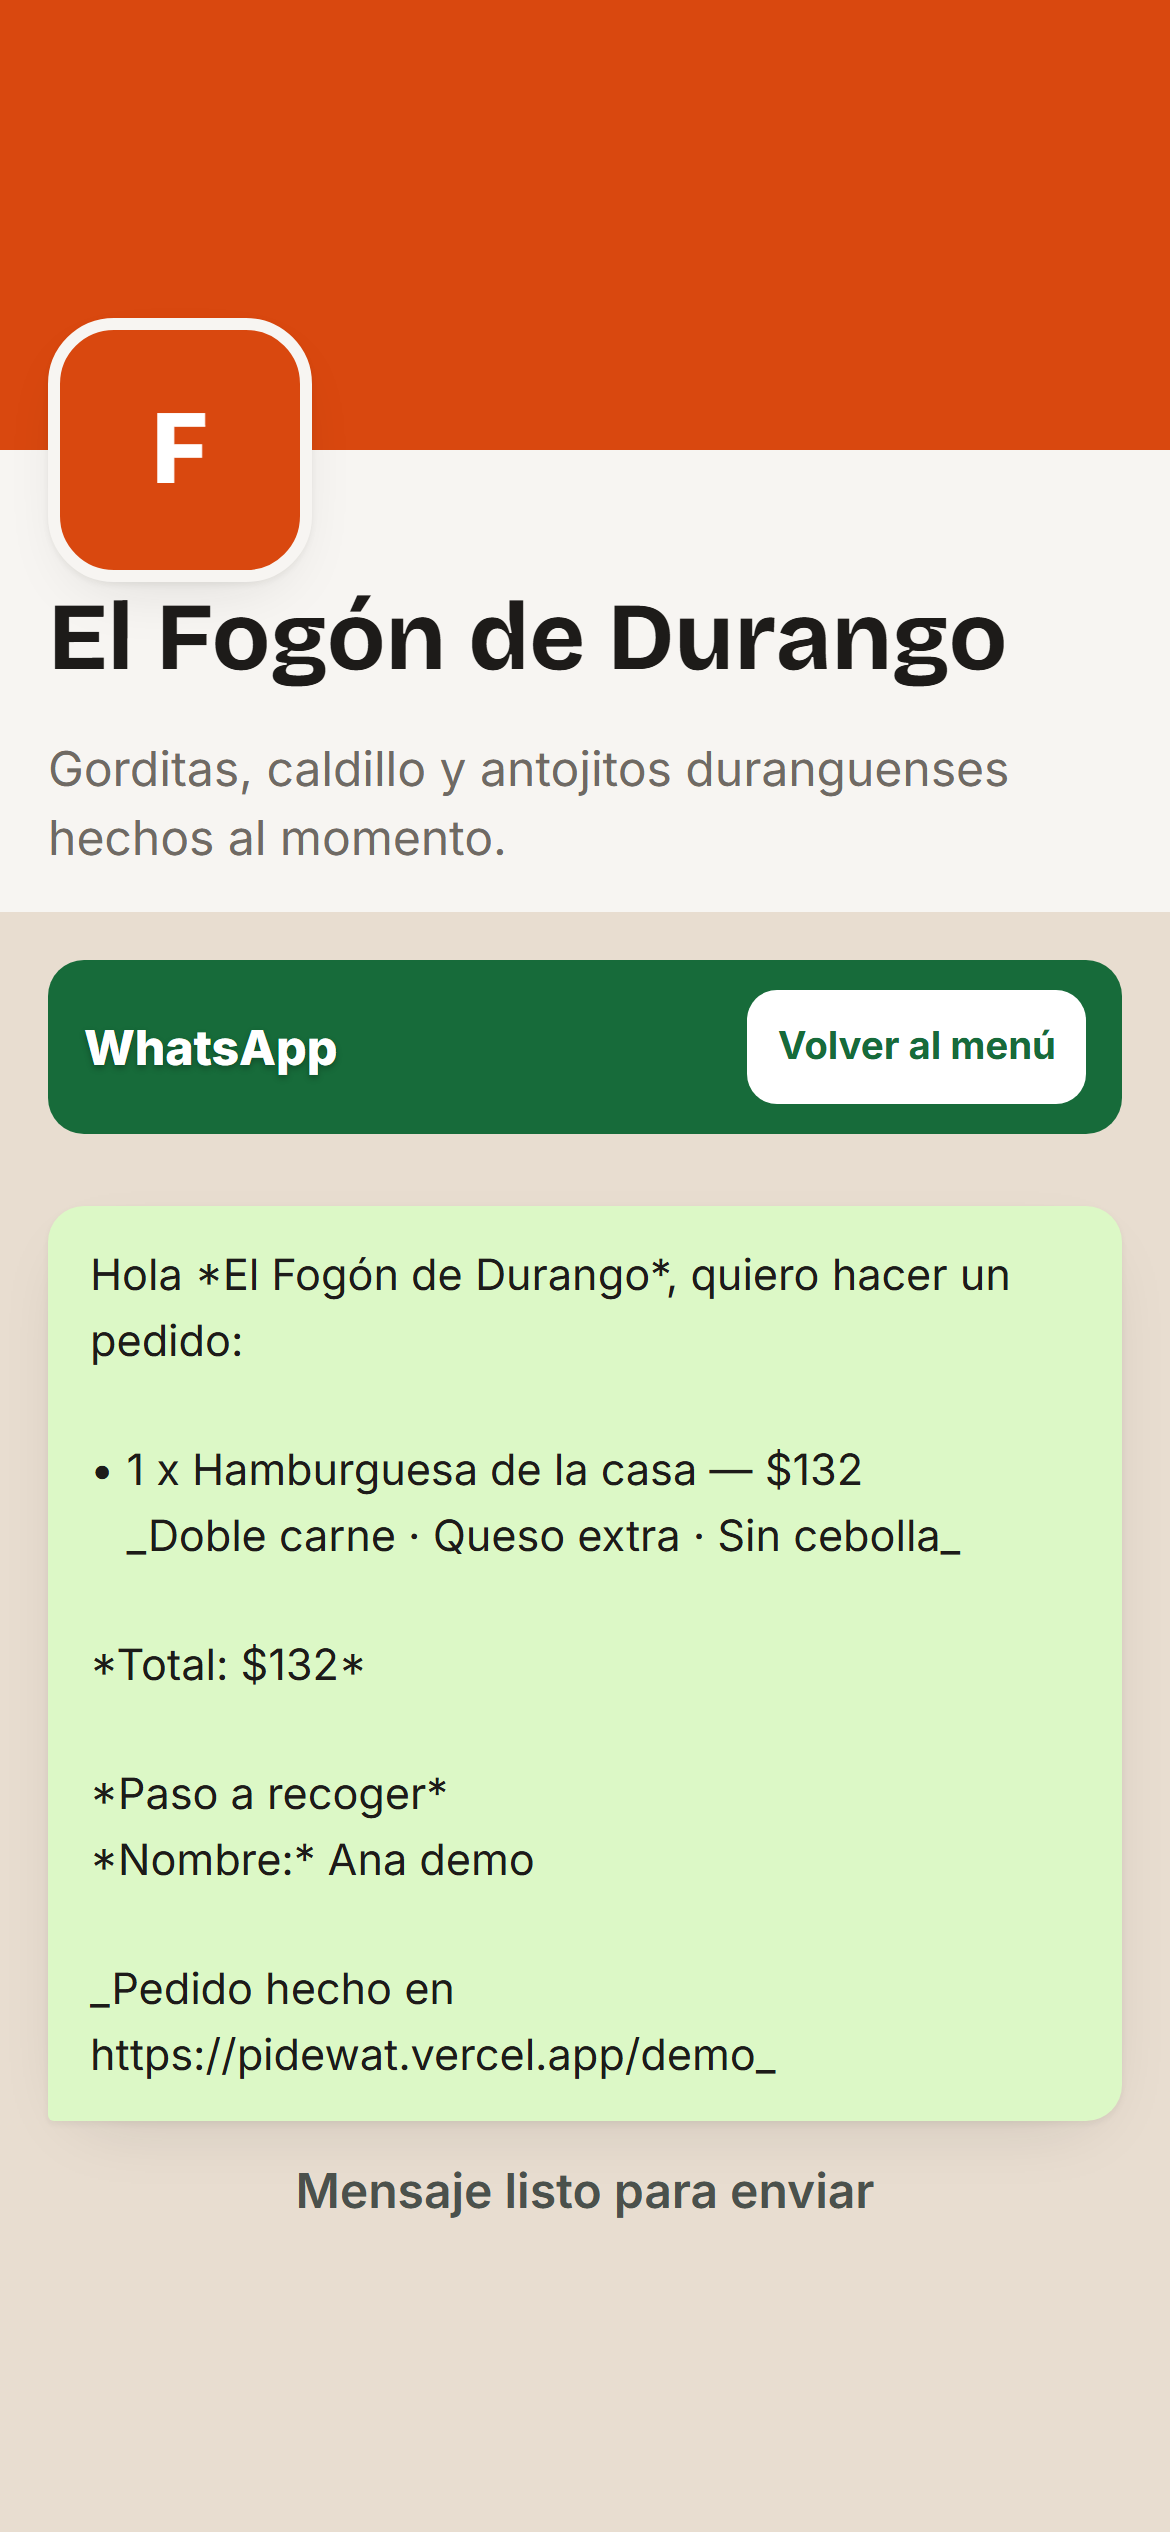 F
El Fogón de Durango
Gorditas, caldillo y antojitos duranguenses
hechos al momento.
WhatsApp
Volver al menú
Hola *El Fogón de Durango*, quiero hacer un
pedido:
• 1 x Hamburguesa de la casa — $132
_Doble carne · Queso extra · Sin cebolla_
*Total: $132*
*Paso a recoger*
*Nombre:* Ana demo
_Pedido hecho en
https://pidewat.vercel.app/demo_
Mensaje listo para enviar